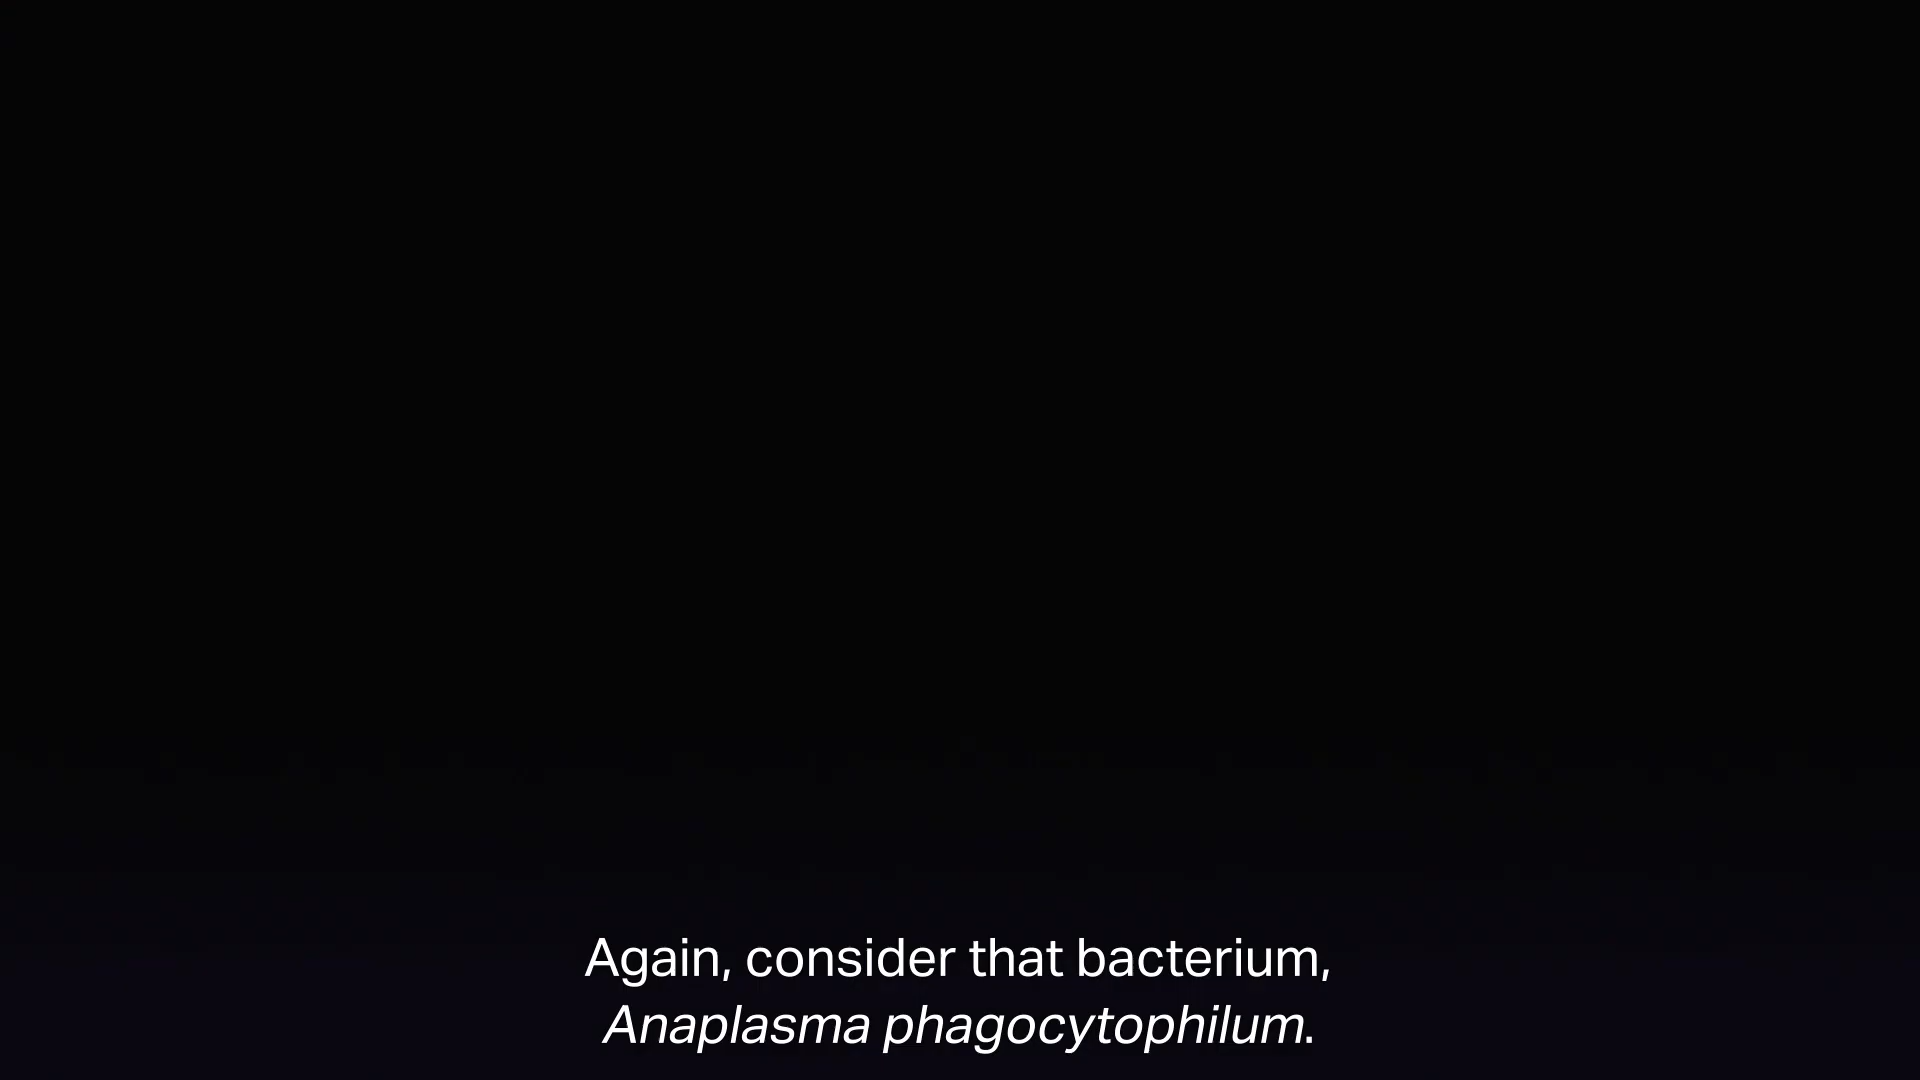 Again, consider that bacterium,
Anaplasma phagocytophilum.